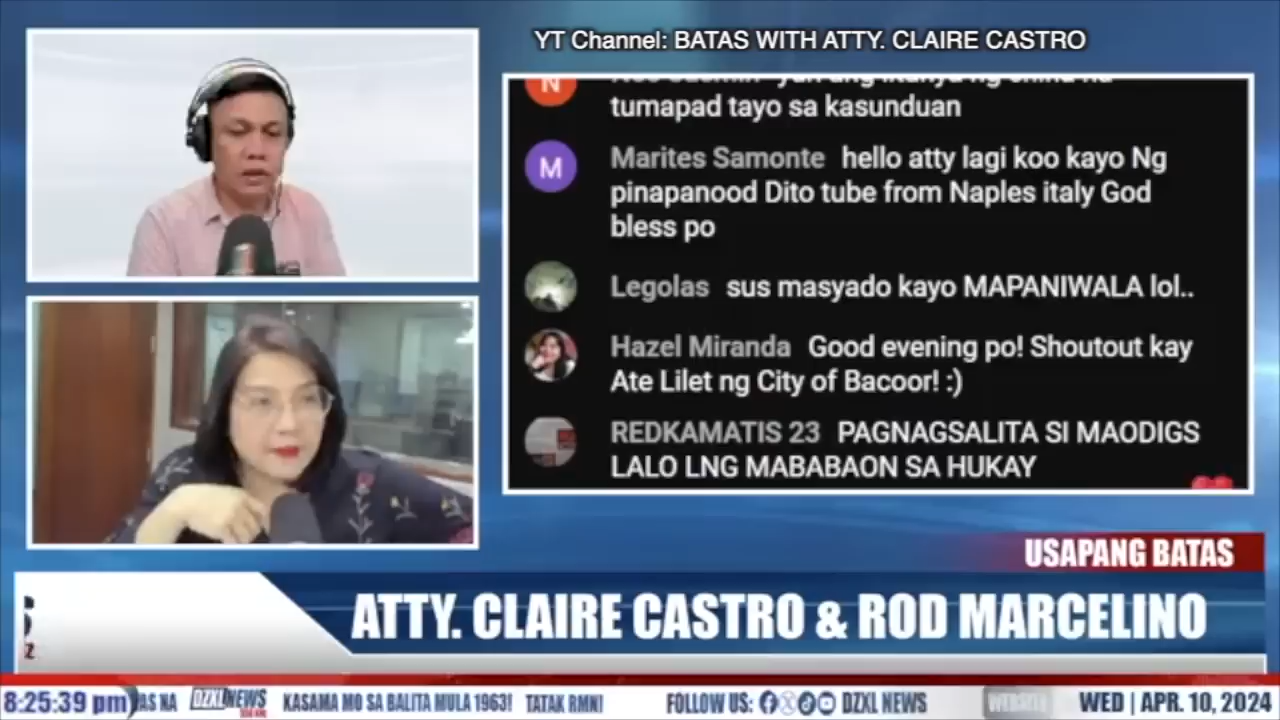 YT Channel: BATAS WITH ATTY. CLAIRE CASTRO
N
tumapad tayo sa kasunduan
M
Marites Samonte hello atty lagi koo kayo Ng
pinapanood Dito tube from Naples italy God
bless po
Legolas sus masyado kayo MAPANIWALA lol..
Hazel Miranda Good evening po! Shoutout kay
Ate Lilet ng City of Bacoor! :)
REDKAMATIS 23 PAGNAGSALITA SI MAODIGS
LALO LNG MABABAON SA HUKAY
USAPANG BATAS
ATTY. CLAIRE CASTRO & ROD MARCELINO
8:25:39 pm AS NA DZXL NEWS KASAMA MO SA BALITA MULA 1963! TATAK RMN! FOLLOW US: DZXL NEWS WEBSITE WED | APR. 10, 2024